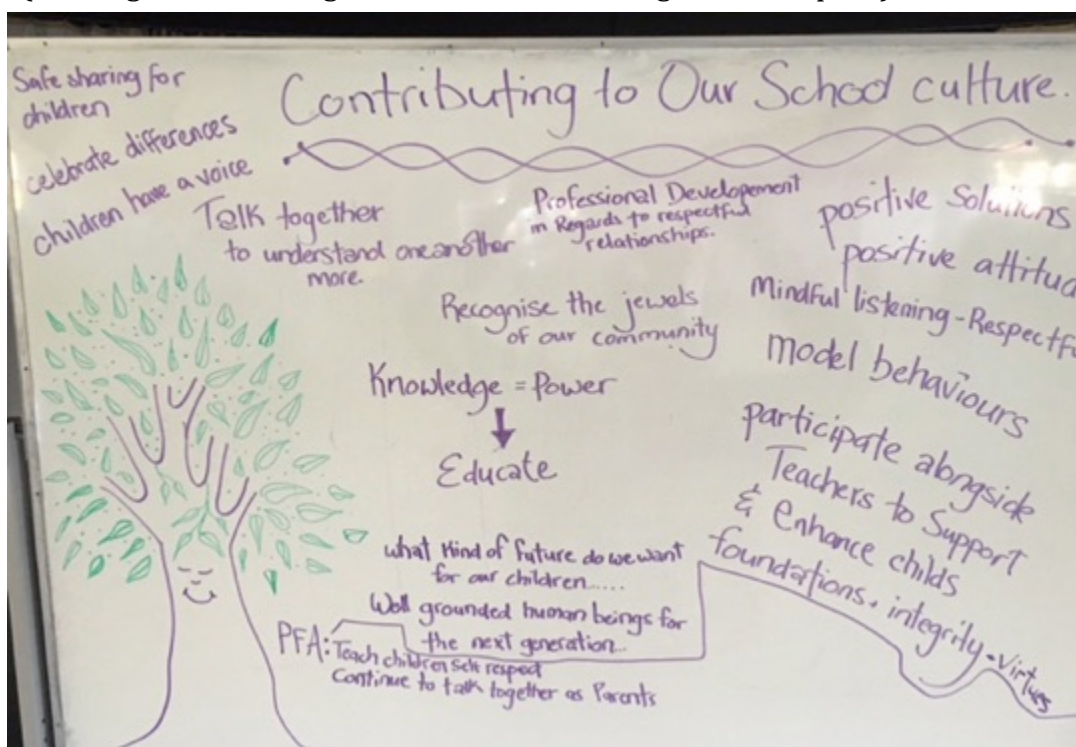 Contributing to Our School culture.
Safe sharing for
children
celebrate differences
children have a voice
Talk together
to understand one another
more.
Professional Developement
in Regards to respectful
relationships.
Recognise the jewels
of our community
Knowledge = Power
Educate
what kind of future do we want
for our children.....
Well grounded human beings for
the next generation...
PFA: Teach children self respect
Continue to talk together as Parents
positive Solutions
positive attitud
Mindful listening - Respectfu
model behaviours
participate alongside
Teachers to Support
& Enhance childs
foundations. integrity. Virtues